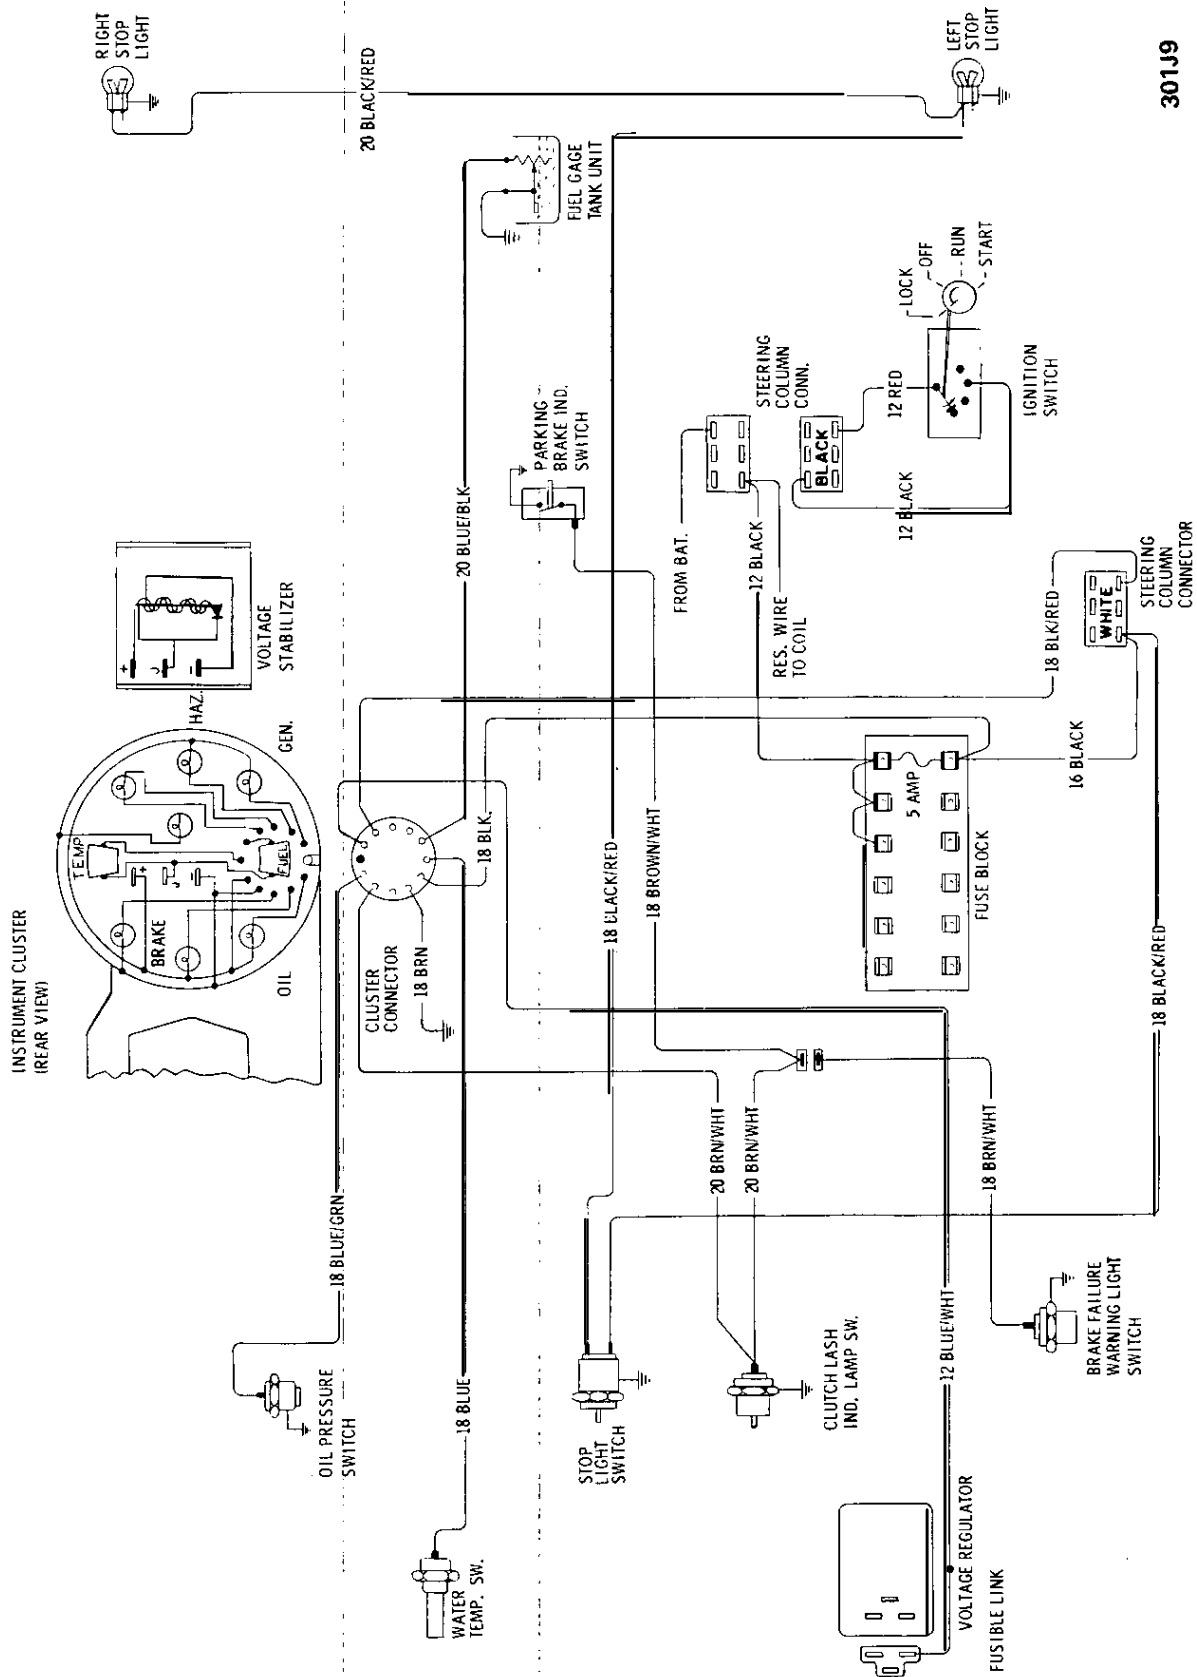 INSTRUMENT CLUSTER
(REAR VIEW)
TEMP
BRAKE
FUEL
OIL
HAZ.
GEN.
VOLTAGE
STABILIZER
RIGHT
STOP
LIGHT
20 BLACK/RED
LEFT
STOP
LIGHT
301J9
FUEL GAGE
TANK UNIT
20 BLUE/BLK
PARKING
BRAKE IND.
SWITCH
STEERING
COLUMN
CONN.
FROM BAT.
BLACK
12 RED
12 BLACK
LOCK
OFF
RUN
START
IGNITION
SWITCH
12 BLACK
RES. WIRE
TO COIL
18 BLK/RED
WHITE
STEERING
COLUMN
CONNECTOR
16 BLACK
5 AMP
FUSE BLOCK
18 BLK
CLUSTER
CONNECTOR
18 BRN
18 BLACK/RED
18 BROWN/WHT
18 BLACK/RED
18 BLUE/GRN
OIL PRESSURE
SWITCH
18 BLUE
WATER
TEMP. SW.
STOP
LIGHT
SWITCH
20 BRN/WHT
20 BRN/WHT
CLUTCH LASH
IND. LAMP SW.
12 BLUE/WHT
18 BRN/WHT
BRAKE FAILURE
WARNING LIGHT
SWITCH
VOLTAGE REGULATOR
FUSIBLE LINK